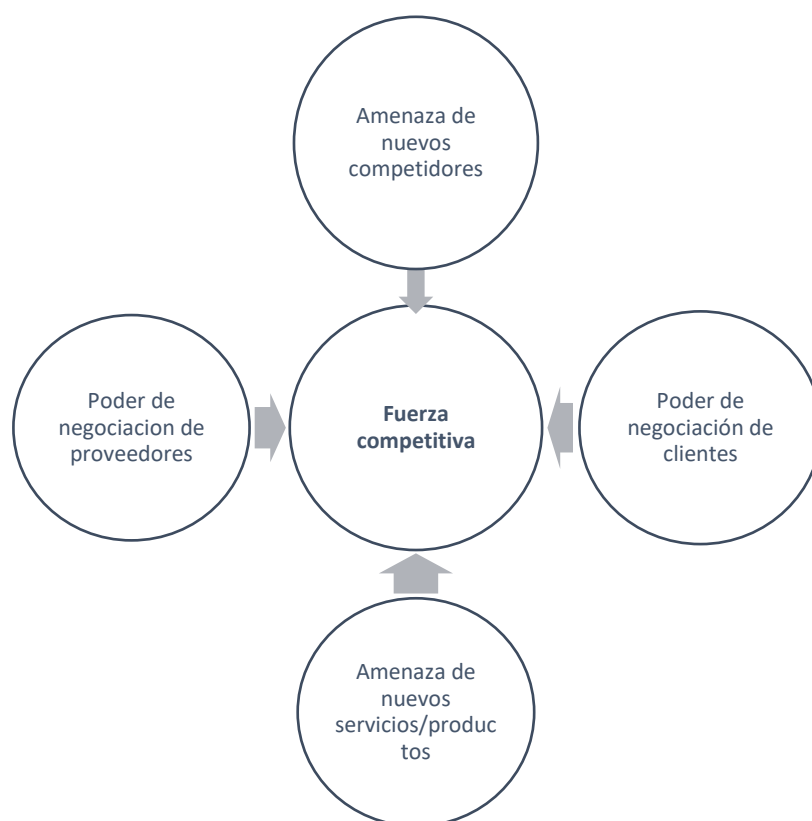 Amenaza de
nuevos
competidores
Poder de
negociacion de
proveedores
Fuerza
competitiva
Poder de
negociación de
clientes
Amenaza de
nuevos
servicios/produc
tos